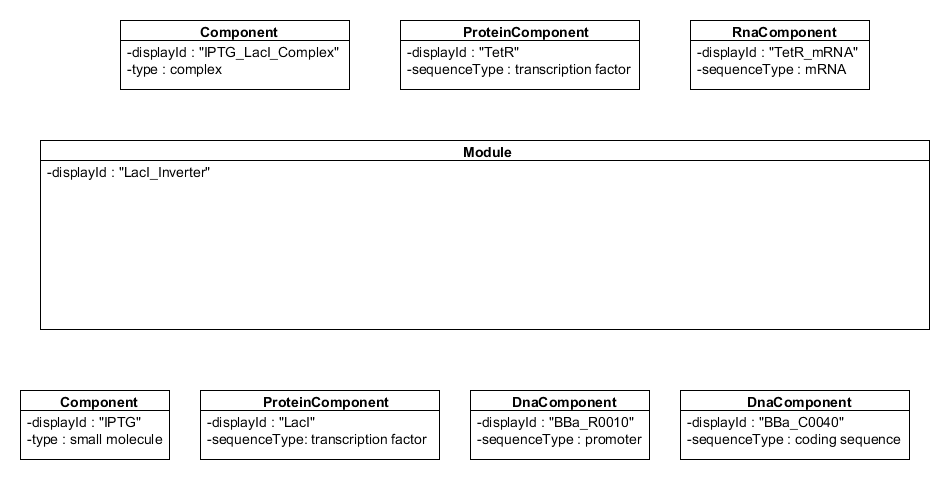 Component
-displayId : "IPTG_LacI_Complex"
-type : complex
ProteinComponent
-displayId : "TetR"
-sequenceType : transcription factor
RnaComponent
-displayId : "TetR_mRNA"
-sequenceType : mRNA
Module
-displayId : "LacI_Inverter"
Component
-displayId : "IPTG"
-type : small molecule
ProteinComponent
-displayId : "LacI"
-sequenceType: transcription factor
DnaComponent
-displayId : "BBa_R0010"
-sequenceType : promoter
DnaComponent
-displayId : "BBa_C0040"
-sequenceType : coding sequence